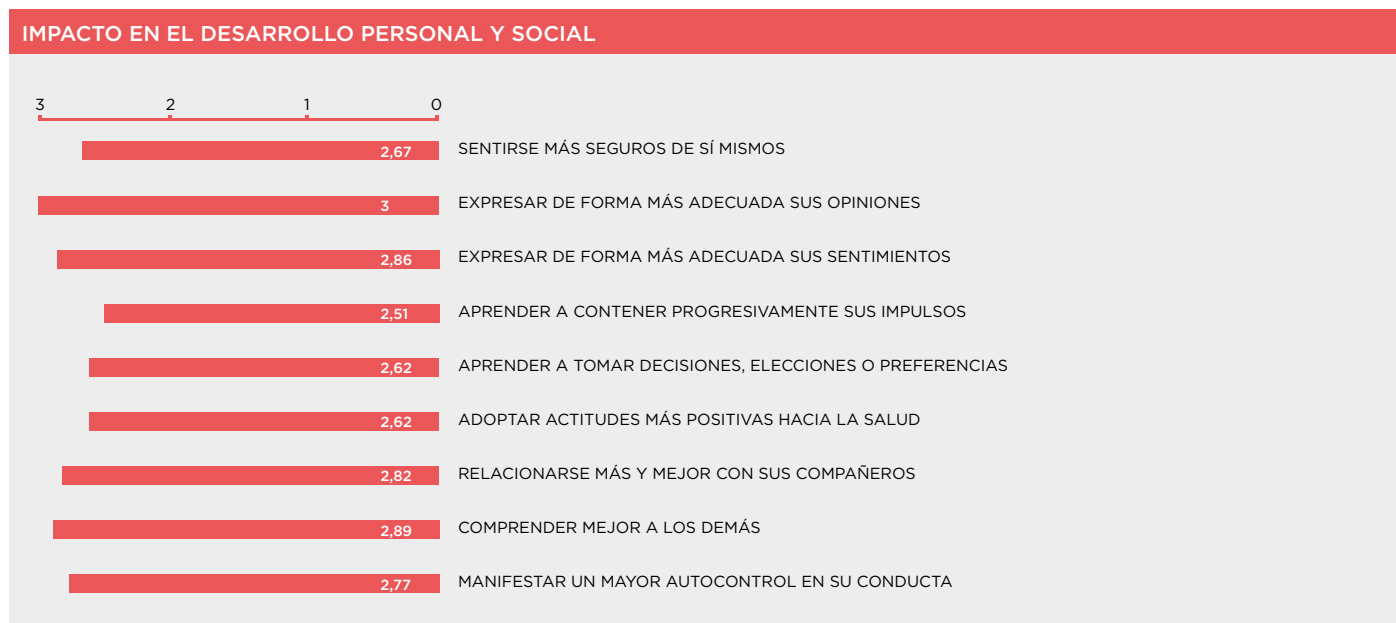 IMPACTO EN EL DESARROLLO PERSONAL Y SOCIAL
3 2 1 0
2,67 SENTIRSE MÁS SEGUROS DE SÍ MISMOS
3 EXPRESAR DE FORMA MÁS ADECUADA SUS OPINIONES
2,86 EXPRESAR DE FORMA MÁS ADECUADA SUS SENTIMIENTOS
2,51 APRENDER A CONTENER PROGRESIVAMENTE SUS IMPULSOS
2,62 APRENDER A TOMAR DECISIONES, ELECCIONES O PREFERENCIAS
2,62 ADOPTAR ACTITUDES MÁS POSITIVAS HACIA LA SALUD
2,82 RELACIONARSE MÁS Y MEJOR CON SUS COMPAÑEROS
2,89 COMPRENDER MEJOR A LOS DEMÁS
2,77 MANIFESTAR UN MAYOR AUTOCONTROL EN SU CONDUCTA